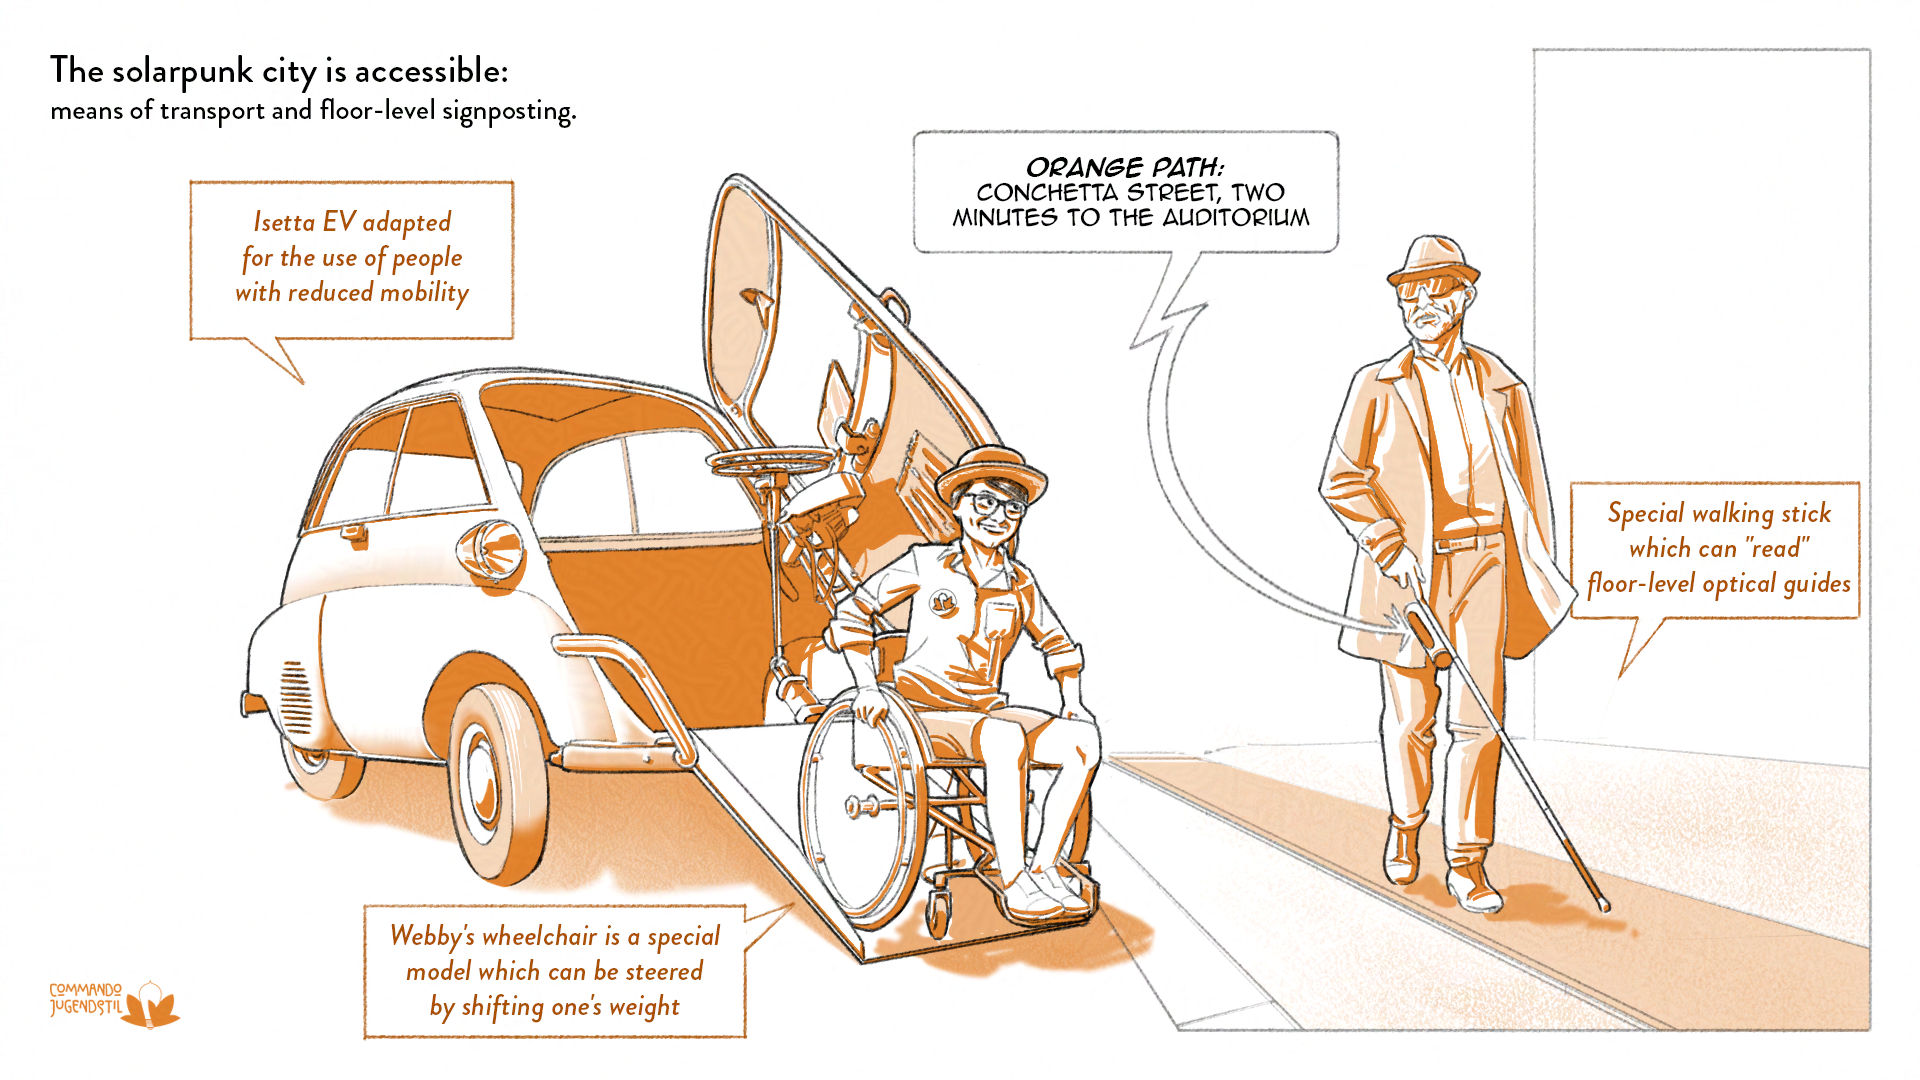 The solarpunk city is accessible:
means of transport and floor-level signposting.
Isetta EV adapted
for the use of people
with reduced mobility
ORANGE PATH:
CONCHETTA STREET, TWO
MINUTES TO THE AUDITORIUM
Special walking stick
which can "read"
floor-level optical guides
Webby's wheelchair is a special
model which can be steered
by shifting one's weight
COMMANDO
JUGENDSTIL